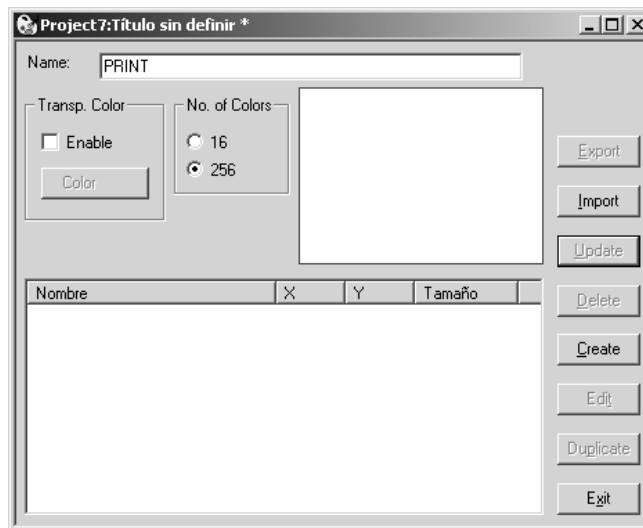 Project7:Título sin definir *
Name: PRINT
Transp. Color
Enable
Color
No. of Colors
16
256
Export
Import
Update
Delete
Create
Edit
Duplicate
Exit
Nombre X Y Tamaño